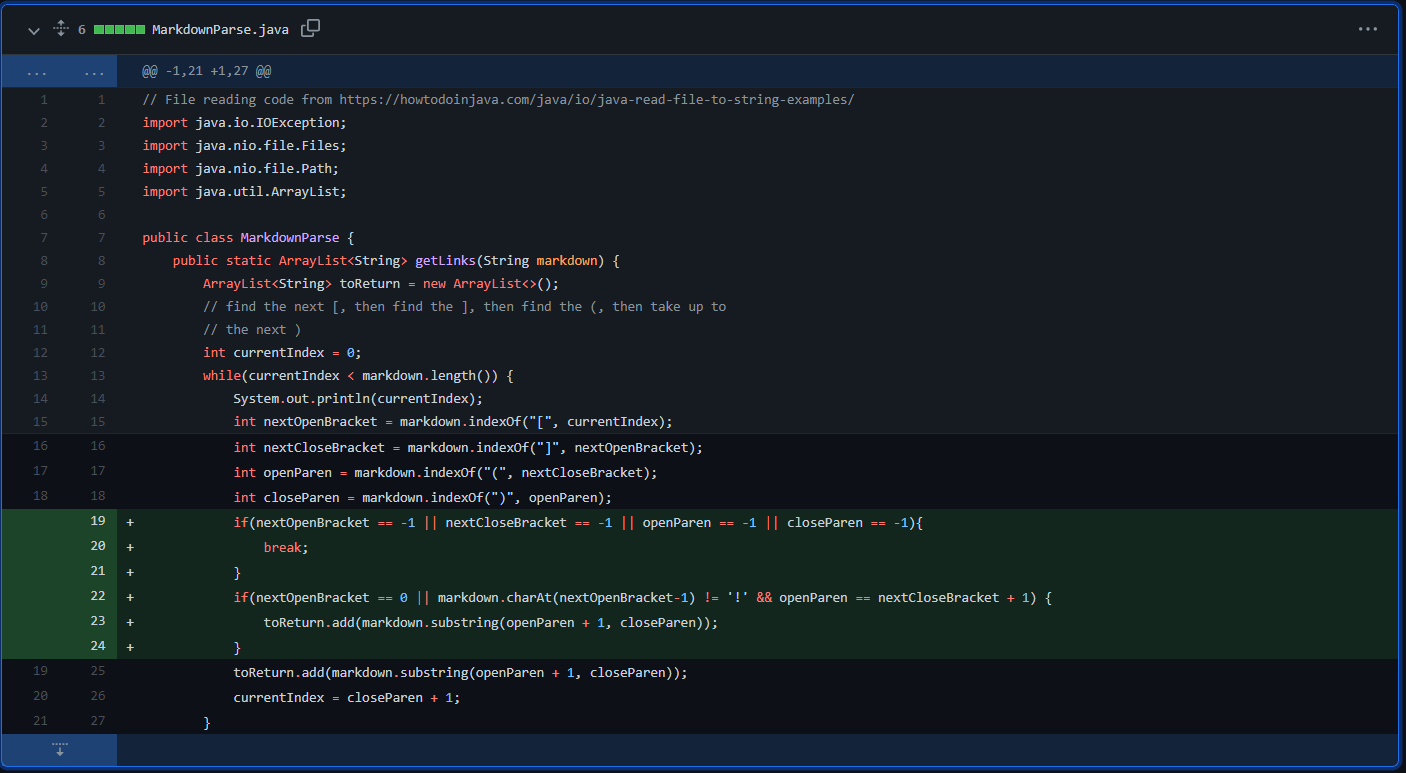 6 MarkdownParse.java ...
... ... @@ -1,21 +1,27 @@
1 1 // File reading code from https://howtodoinjava.com/java/io/java-read-file-to-string-examples/
2 2 import java.io.IOException;
3 3 import java.nio.file.Files;
4 4 import java.nio.file.Path;
5 5 import java.util.ArrayList;
6 6
7 7 public class MarkdownParse {
8 8 public static ArrayList<String> getLinks(String markdown) {
9 9 ArrayList<String> toReturn = new ArrayList<>();
10 10 // find the next [, then find the ], then find the (, then take up to
11 11 // the next )
12 12 int currentIndex = 0;
13 13 while(currentIndex < markdown.length()) {
14 14 System.out.println(currentIndex);
15 15 int nextOpenBracket = markdown.indexOf("[", currentIndex);
16 16 int nextCloseBracket = markdown.indexOf("]", nextOpenBracket);
17 17 int openParen = markdown.indexOf("(", nextCloseBracket);
18 18 int closeParen = markdown.indexOf(")", openParen);
19 + if(nextOpenBracket == -1 || nextCloseBracket == -1 || openParen == -1 || closeParen == -1){
20 + break;
21 + }
22 + if(nextOpenBracket == 0 || markdown.charAt(nextOpenBracket-1) != '!' && openParen == nextCloseBracket + 1) {
23 + toReturn.add(markdown.substring(openParen + 1, closeParen));
24 + }
19 25 toReturn.add(markdown.substring(openParen + 1, closeParen));
20 26 currentIndex = closeParen + 1;
21 27 }